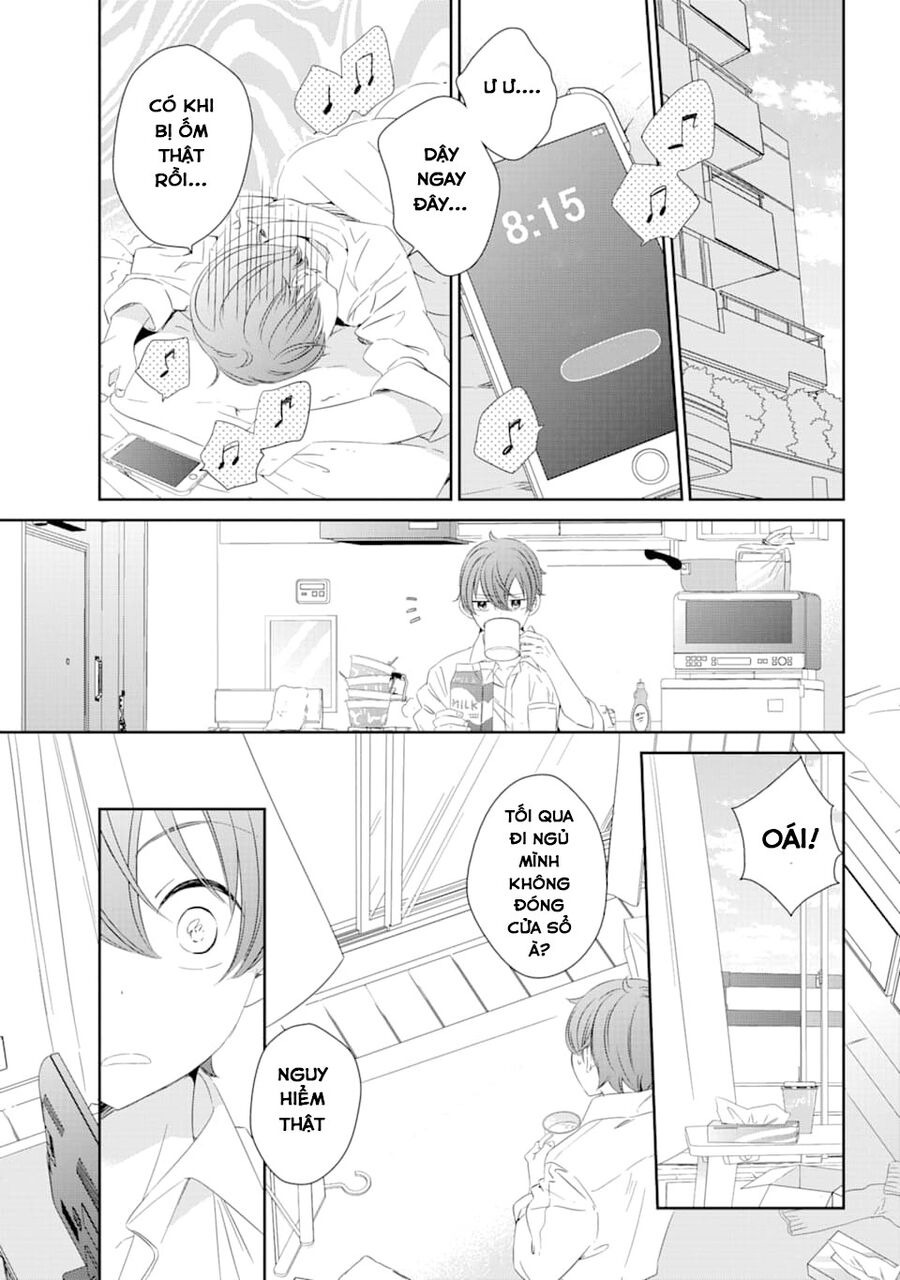 8:15
Ư Ư....
DẬY
NGAY
ĐÂY...
CÓ KHI
BỊ ỐM
THẬT
RỒI...
MILK
OÁI!
TỐI QUA
ĐI NGỦ
MÌNH
KHÔNG
ĐÓNG
CỬA SỔ
À?
NGUY
HIỂM
THẬT